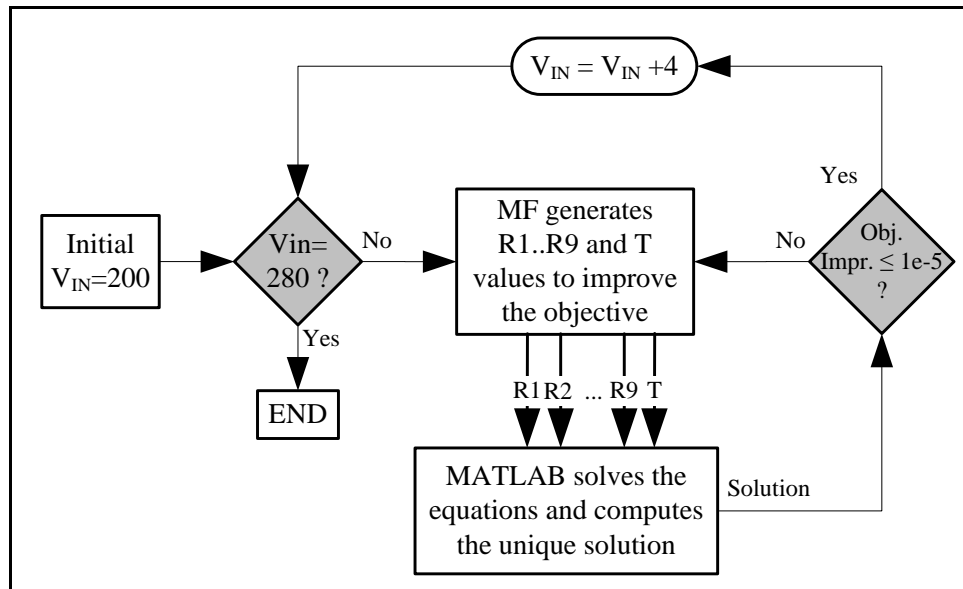 V_IN = V_IN +4
Yes
Initial
V_IN=200
Vin=
280 ?
No
MF generates
R1..R9 and T
values to improve
the objective
No
Obj.
Impr. ≤ 1e-5
?
Yes
END
R1 R2 ... R9 T
MATLAB solves the
equations and computes
the unique solution
Solution